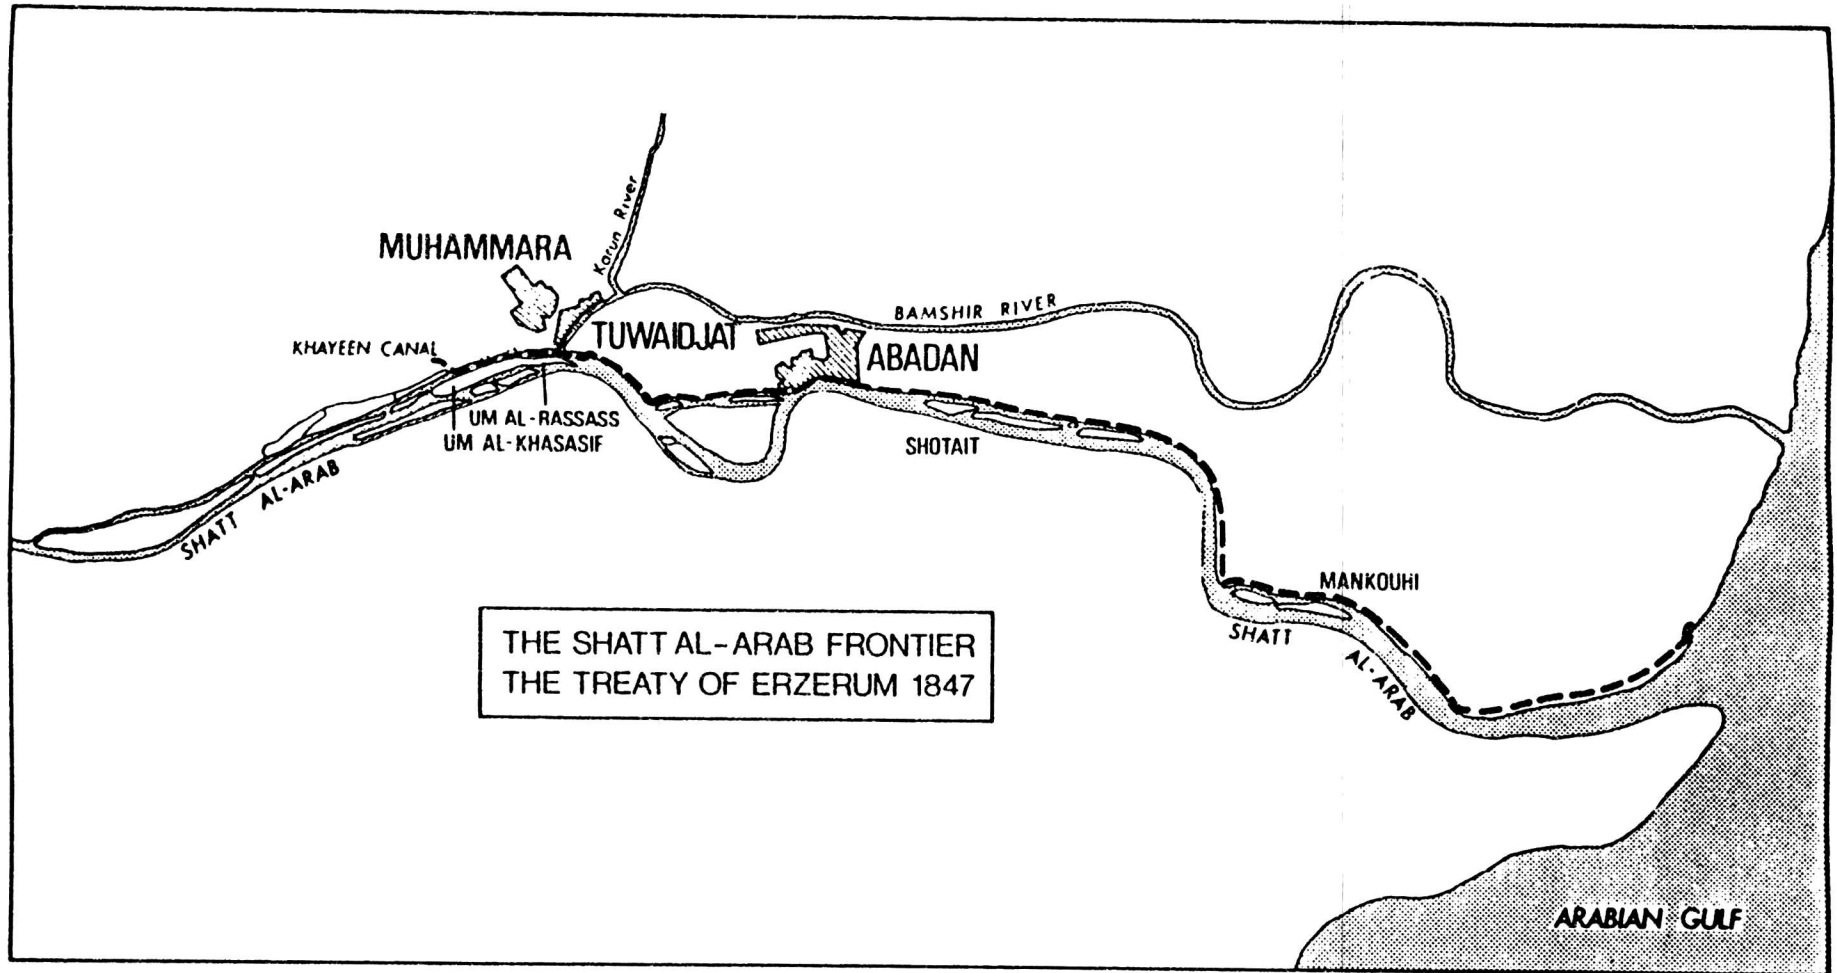 Karun River
MUHAMMARA
BAMSHIR RIVER
TUWAIDJAT
KHAYEEN CANAL
ABADAN
UM AL-RASSASS
UM AL-KHASASIF
SHOTAIT
SHATT AL-ARAB
MANKOUHI
SHATT AL-ARAB
THE SHATT AL-ARAB FRONTIER
THE TREATY OF ERZERUM 1847
ARABIAN GULF